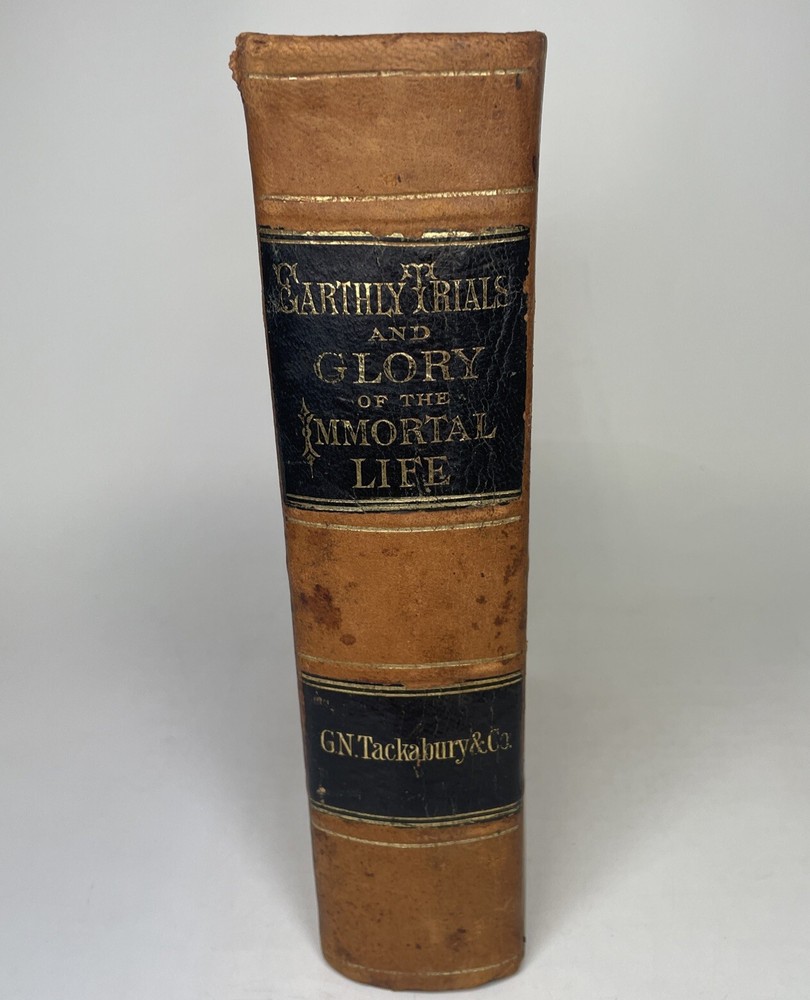 EARTHLY TRIALS
AND
GLORY
OF THE
IMMORTAL
LIFE.
G.N. Tackabury & Co.